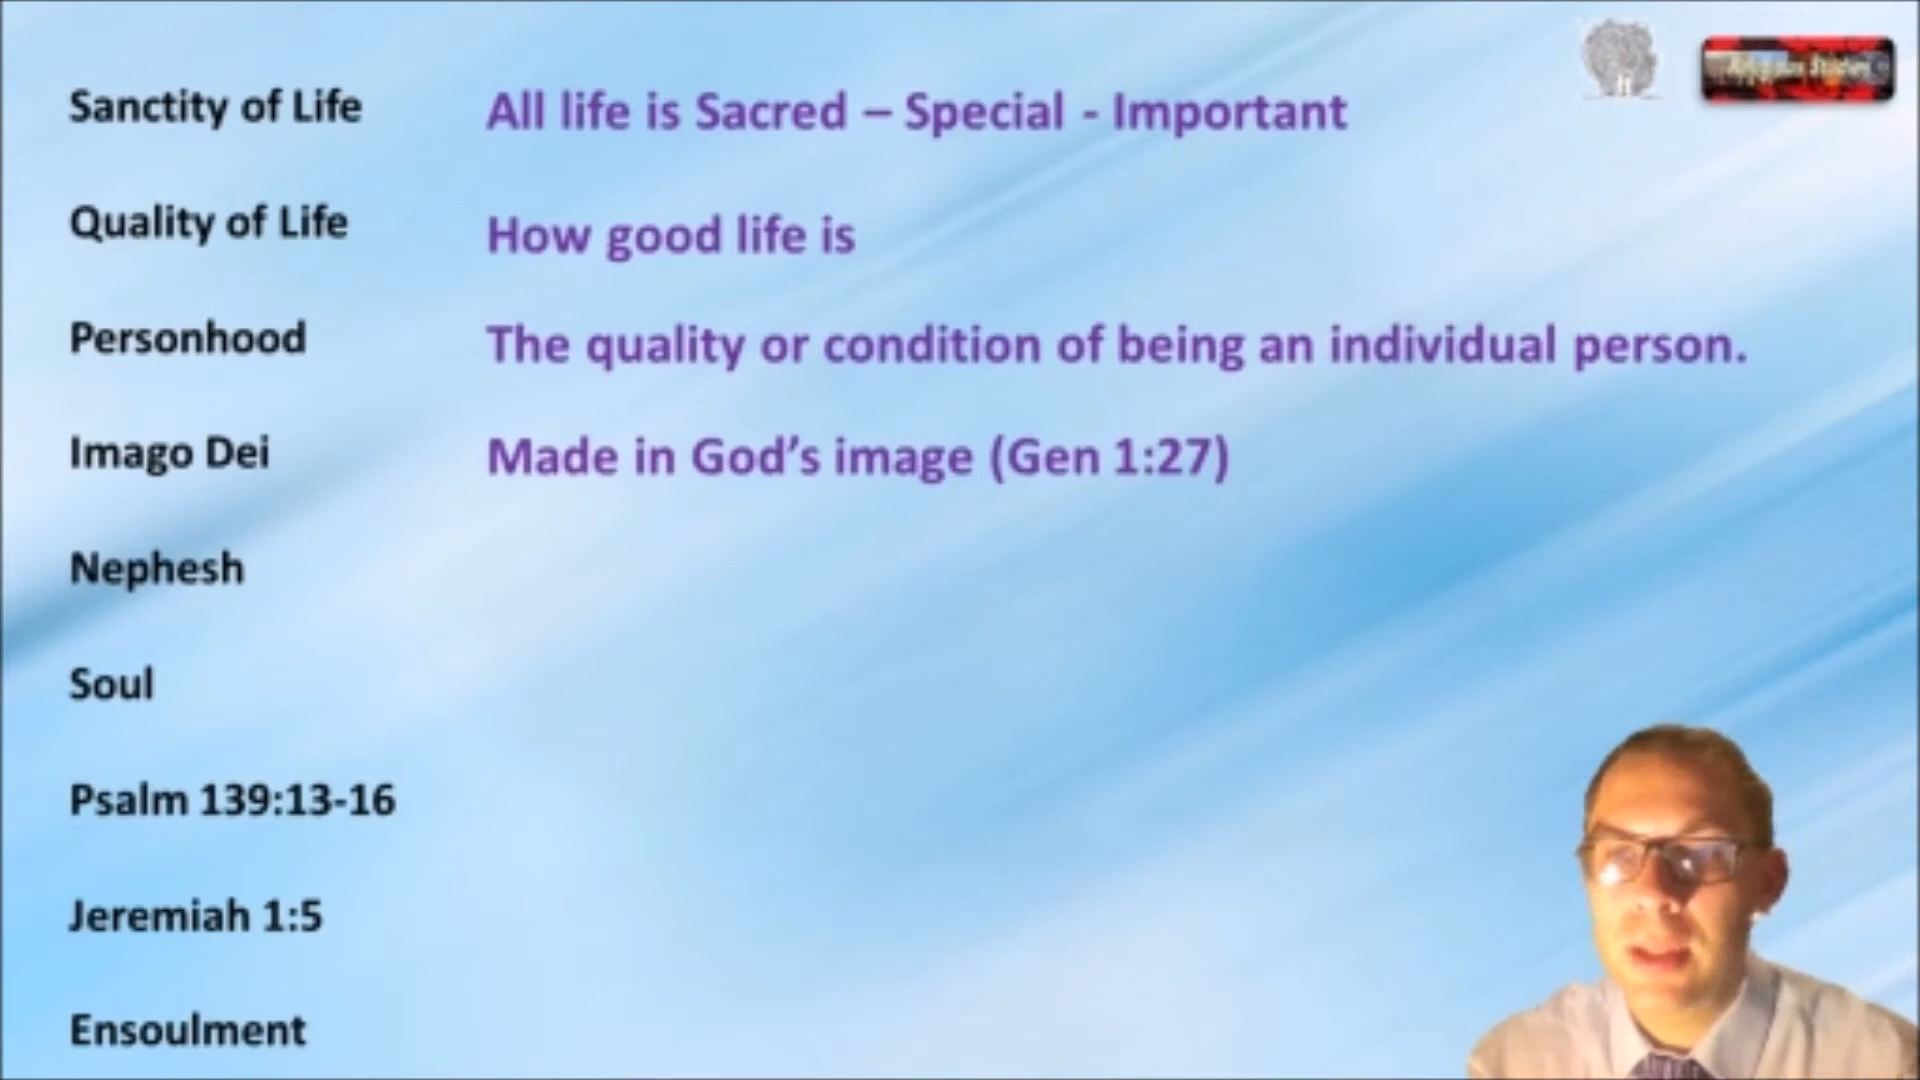 Sanctity of Life All life is Sacred – Special - Important
Religious Studies
Quality of Life How good life is
Personhood The quality or condition of being an individual person.
Imago Dei Made in God's image (Gen 1:27)
Nephesh
Soul
Psalm 139:13-16
Jeremiah 1:5
Ensoulment